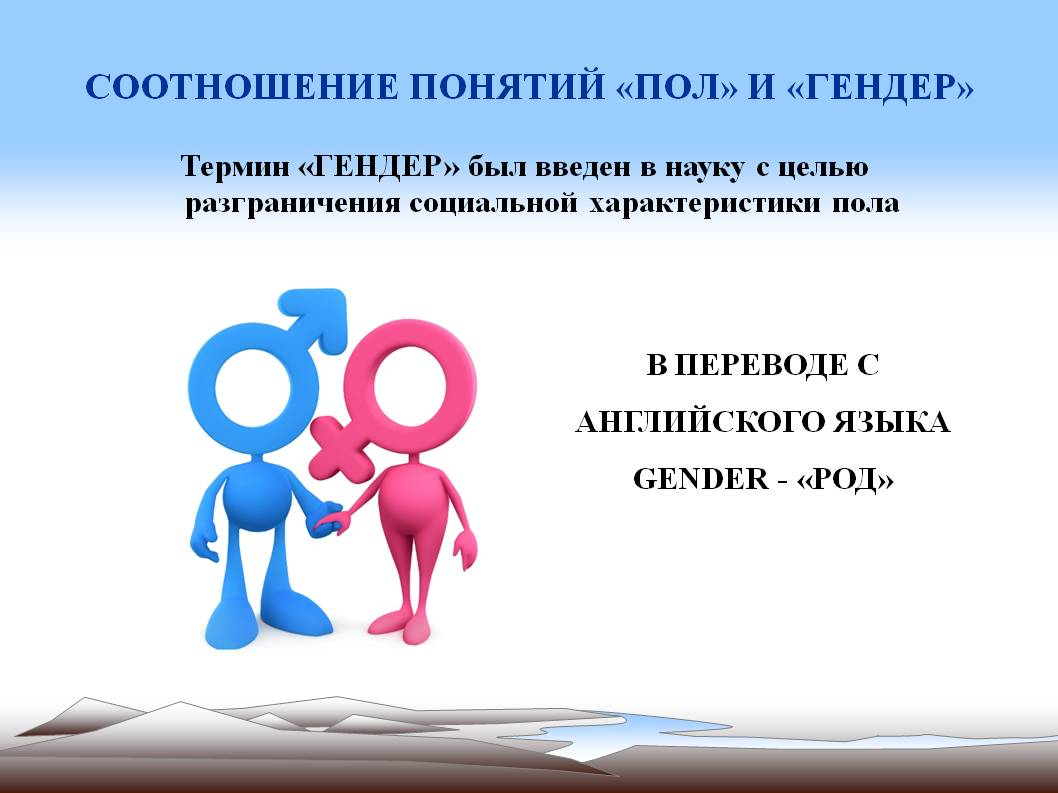 СООТНОШЕНИЕ ПОНЯТИЙ «ПОЛ» И «ГЕНДЕР»
Термин «ГЕНДЕР» был введен в науку с целью
разграничения социальной характеристики пола
В ПЕРЕВОДЕ С
АНГЛИЙСКОГО ЯЗЫКА
GENDER - «РОД»